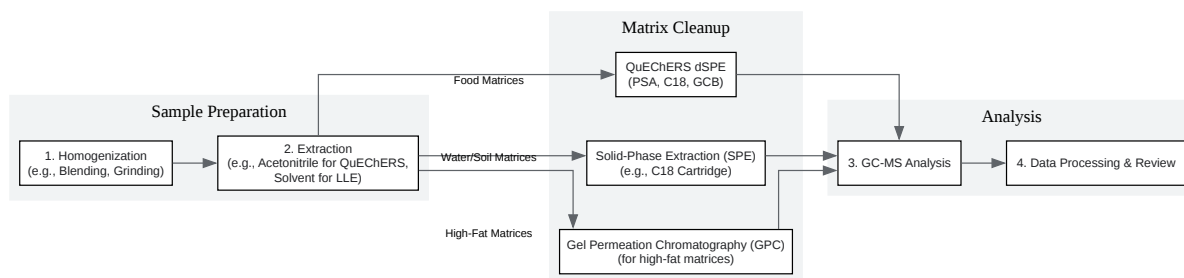 Sample Preparation
1. Homogenization
(e.g., Blending, Grinding)
2. Extraction
(e.g., Acetonitrile for QuEChERS,
Solvent for LLE)
Food Matrices
Water/Soil Matrices
High-Fat Matrices
Matrix Cleanup
QuEChERS dSPE
(PSA, C18, GCB)
Solid-Phase Extraction (SPE)
(e.g., C18 Cartridge)
Gel Permeation Chromatography (GPC)
(for high-fat matrices)
Analysis
3. GC-MS Analysis
4. Data Processing & Review